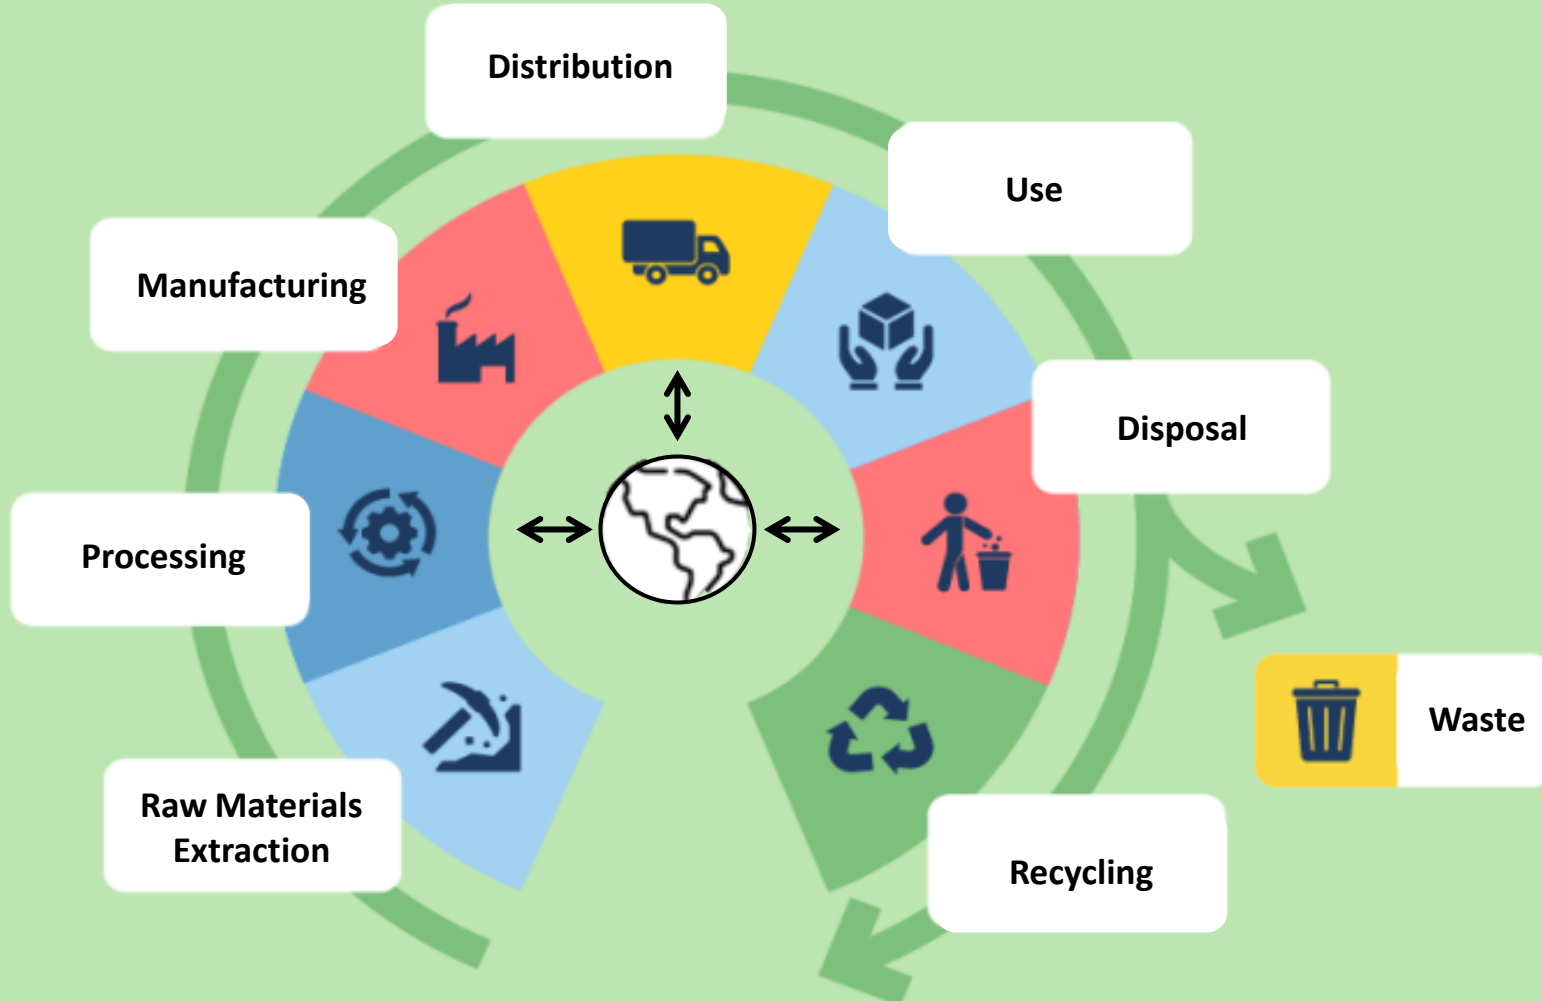 Distribution
Use
Manufacturing
Disposal
Processing
Waste
Raw Materials
Extraction
Recycling